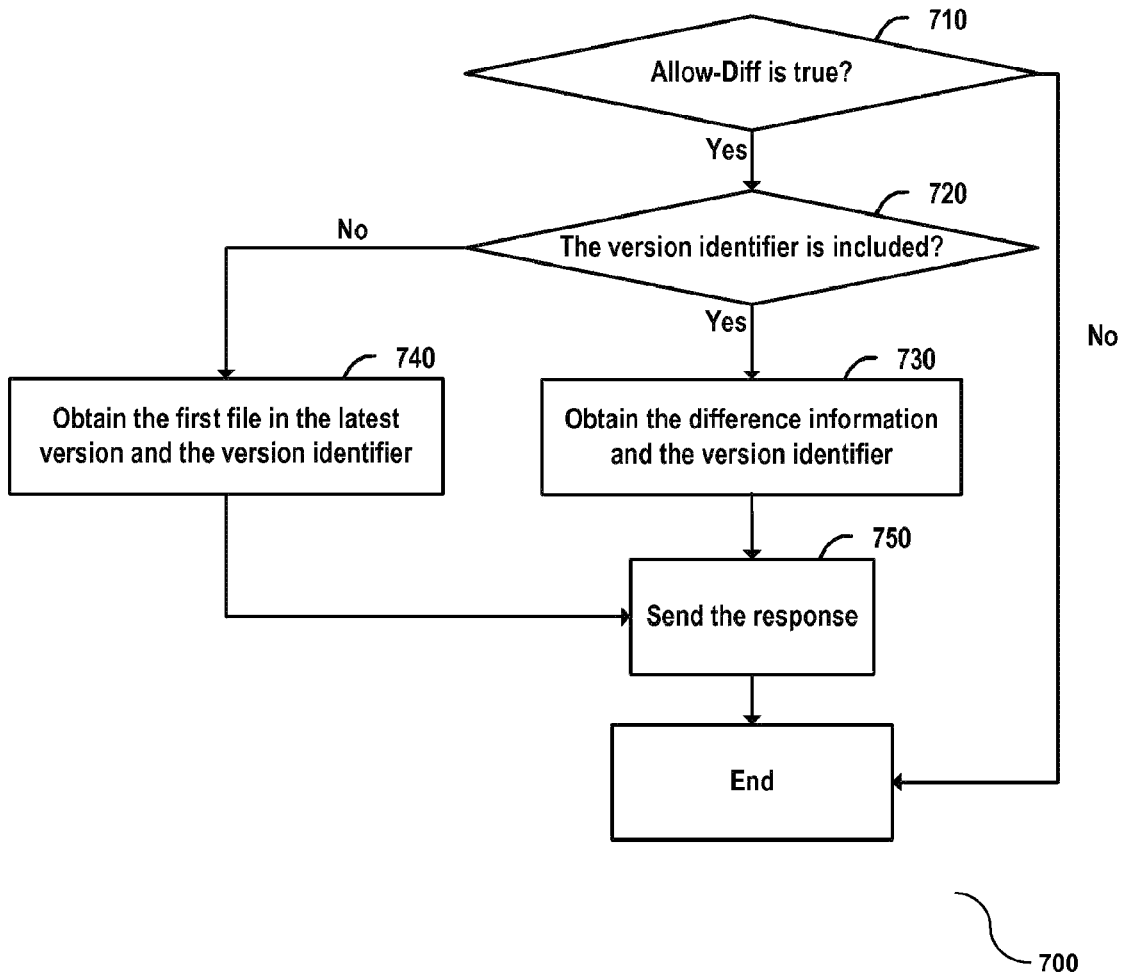 710
Allow-Diff is true?
Yes
720
No
The version identifier is included?
Yes
No
740
730
Obtain the first file in the latest
version and the version identifier
Obtain the difference information
and the version identifier
750
Send the response
End
700